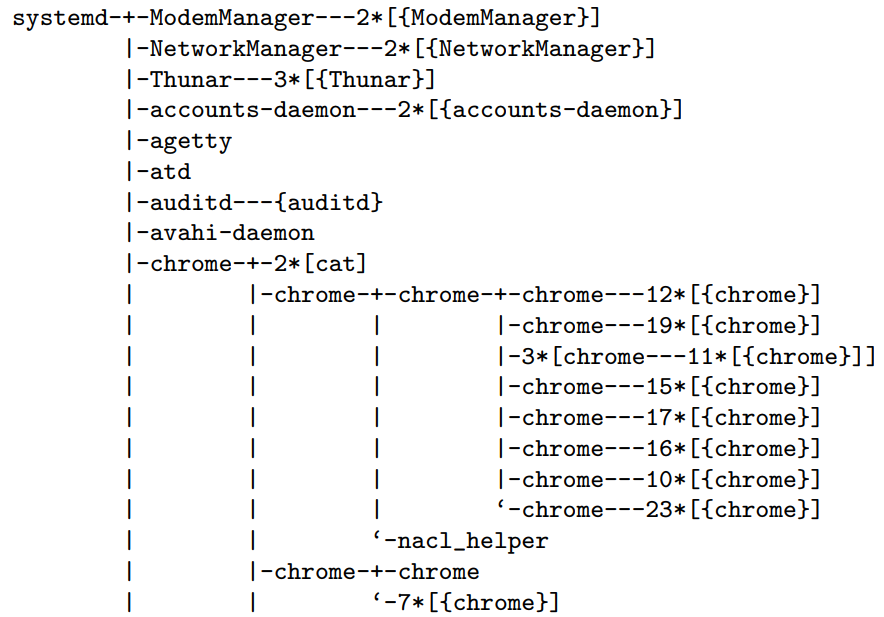 systemd-+-ModemManager---2*[{ModemManager}]
        |-NetworkManager---2*[{NetworkManager}]
        |-Thunar---3*[{Thunar}]
        |-accounts-daemon---2*[{accounts-daemon}]
        |-agetty
        |-atd
        |-auditd---{auditd}
        |-avahi-daemon
        |-chrome-+-2*[cat]
        |        |-chrome-+-chrome-+-chrome---12*[{chrome}]
        |        |        |        |-chrome---19*[{chrome}]
        |        |        |        |-3*[chrome---11*[{chrome}]]
        |        |        |        |-chrome---15*[{chrome}]
        |        |        |        |-chrome---17*[{chrome}]
        |        |        |        |-chrome---16*[{chrome}]
        |        |        |        |-chrome---10*[{chrome}]
        |        |        |        ‘-chrome---23*[{chrome}]
        |        |        ‘-nacl_helper
        |        |-chrome-+-chrome
        |        |        ‘-7*[{chrome}]